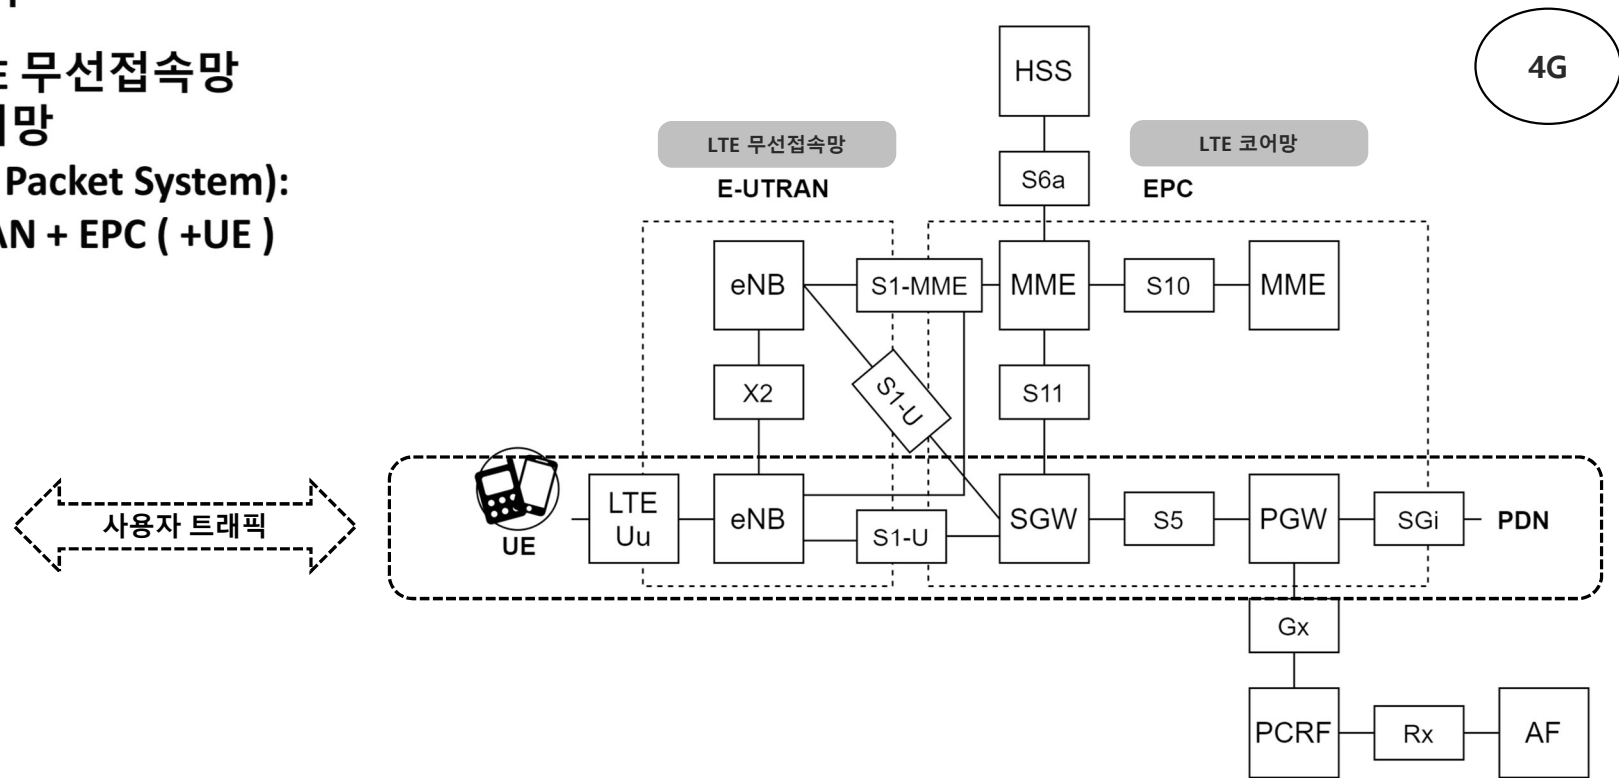 무선접속망
망
Packet System):
AN + EPC ( +UE )
4G
HSS
LTE 무선접속망
LTE 코어망
E-UTRAN
S6a
EPC
eNB
S1-MME
MME
S10
MME
X2
S1-U
S11
사용자 트래픽
UE
LTE
Uu
eNB
S1-U
SGW
S5
PGW
SGi
PDN
Gx
PCRF
Rx
AF